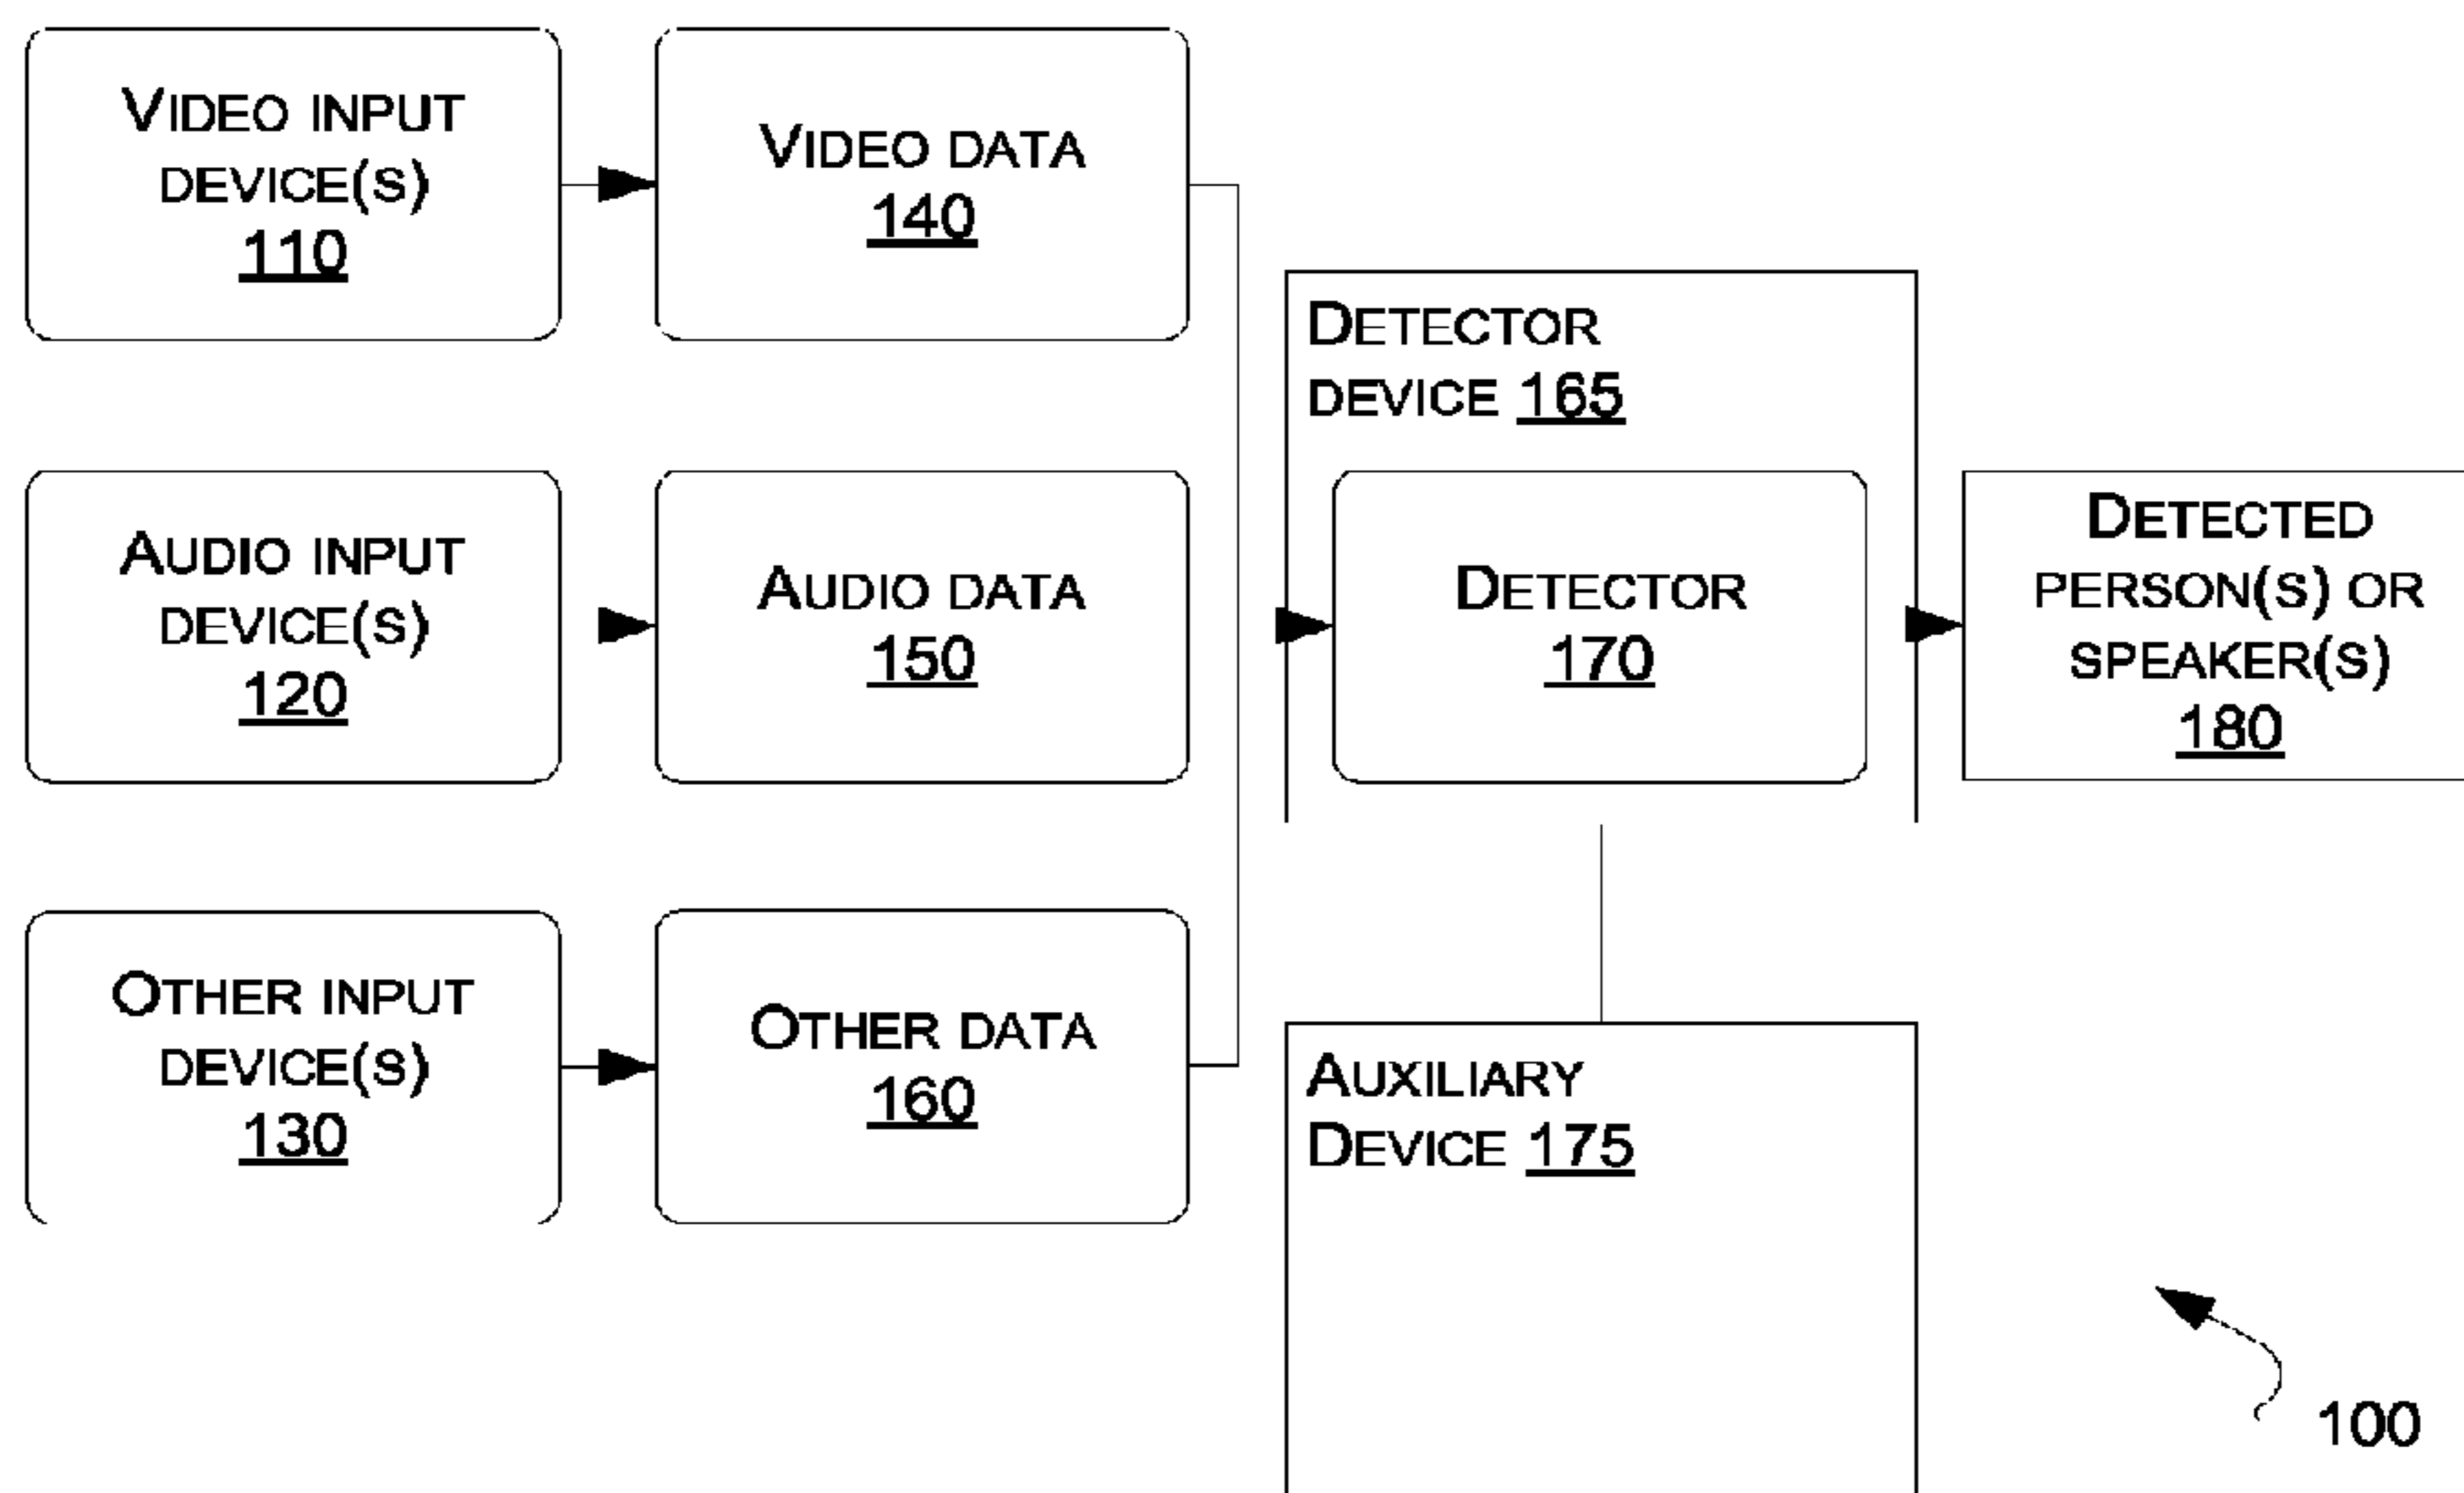 VIDEO INPUT
DEVICE(S)
110
VIDEO DATA
140
DETECTOR
DEVICE 165
AUDIO INPUT
DEVICE(S)
120
AUDIO DATA
150
DETECTOR
170
DETECTED
PERSON(S) OR
SPEAKER(S)
180
OTHER INPUT
DEVICE(S)
130
OTHER DATA
160
AUXILIARY
DEVICE 175
100